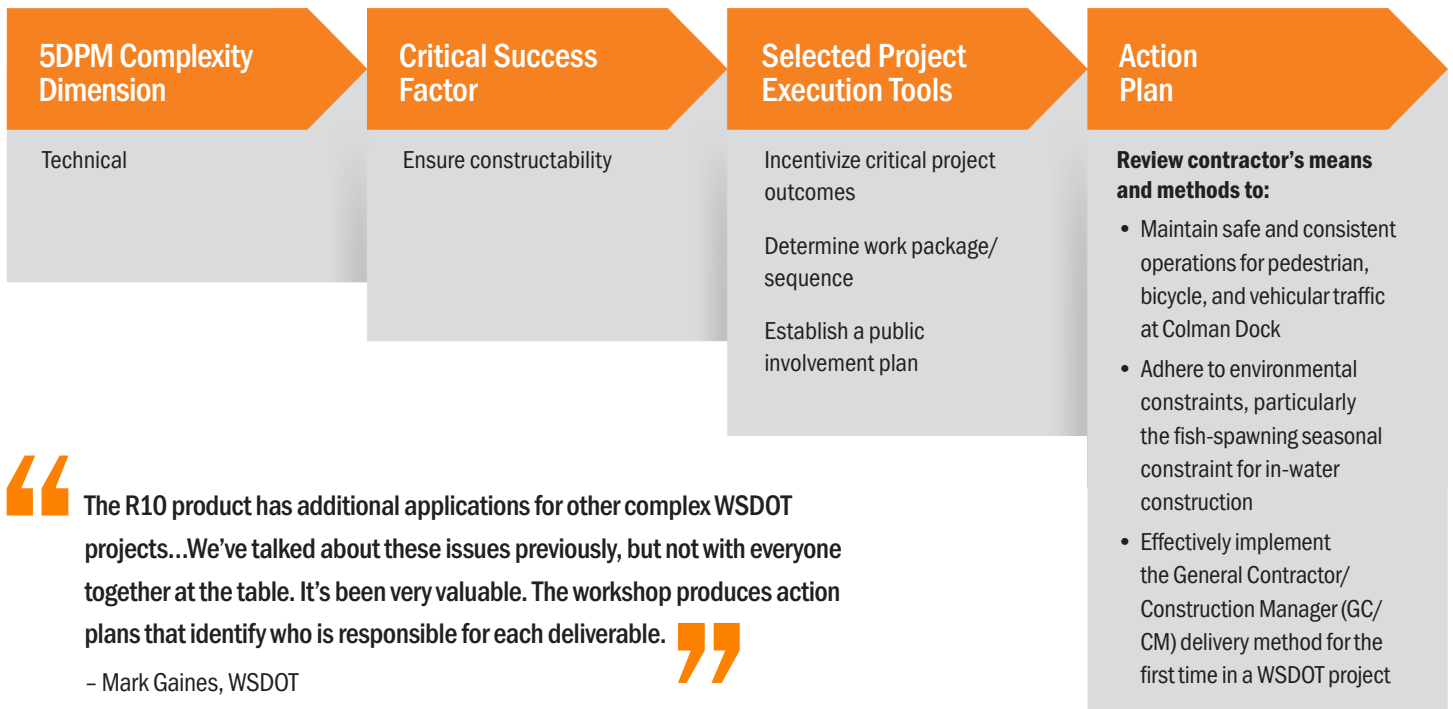 5DPM Complexity
Dimension
Technical
Critical Success
Factor
Ensure constructability
Selected Project
Execution Tools
Incentivize critical project
outcomes
Determine work package/
sequence
Establish a public
involvement plan
Action
Plan
Review contractor's means
and methods to:
• Maintain safe and consistent
operations for pedestrian,
bicycle, and vehicular traffic
at Colman Dock
• Adhere to environmental
constraints, particularly
the fish-spawning seasonal
constraint for in-water
construction
• Effectively implement
the General Contractor/
Construction Manager (GC/
CM) delivery method for the
first time in a WSDOT project
“ The R10 product has additional applications for other complex WSDOT
projects...We've talked about these issues previously, but not with everyone
together at the table. It's been very valuable. The workshop produces action
plans that identify who is responsible for each deliverable. ”
– Mark Gaines, WSDOT